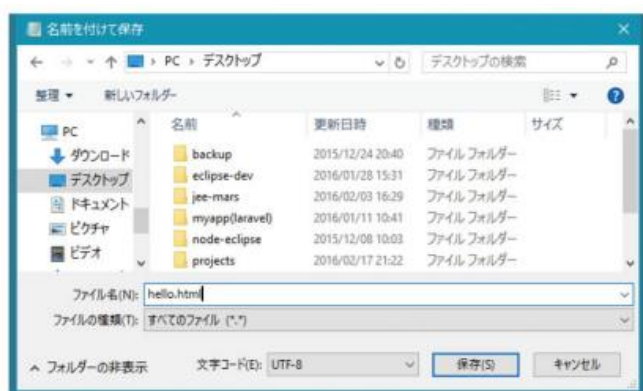 名前を付けて保存
PC › デスクトップ
デスクトップの検索
整理
新しいフォルダー
PC
ダウンロード
デスクトップ
ドキュメント
ピクチャ
ビデオ
名前 更新日時 種類 サイズ
backup 2015/12/24 20:40 ファイル フォルダー
eclipse-dev 2016/01/28 15:31 ファイル フォルダー
jee-mars 2016/02/03 16:29 ファイル フォルダー
myapp(laravel) 2016/01/11 10:41 ファイル フォルダー
node-eclipse 2015/12/08 10:03 ファイル フォルダー
projects 2016/02/17 21:22 ファイル フォルダー
ファイル名(N): hello.html
ファイルの種類(T): すべてのファイル (*.*)
フォルダーの非表示 文字コード(E): UTF-8 保存(S) キャンセル